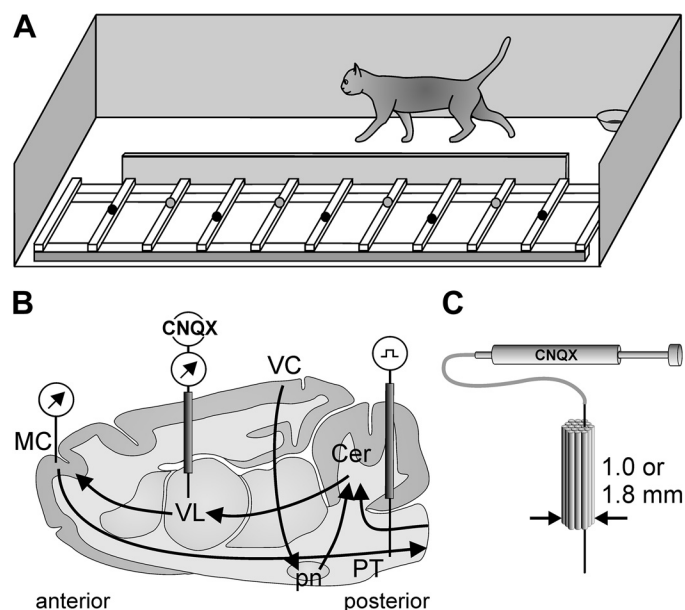 A
B
C
CNQX
VC
MC
Cer
VL
pn
PT
anterior
posterior
CNQX
1.0 or
1.8 mm